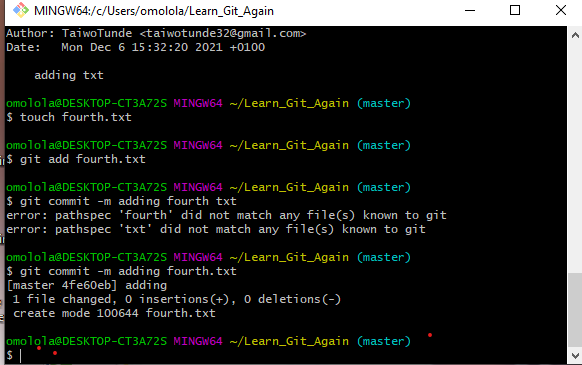 MINGW64:/c/Users/omolola/Learn_Git_Again
Author: TaiwoTunde <taiwotunde32@gmail.com>
Date:   Mon Dec 6 15:32:20 2021 +0100
    adding txt
omolola@DESKTOP-CT3A72S MINGW64 ~/Learn_Git_Again (master)
$ touch fourth.txt
omolola@DESKTOP-CT3A72S MINGW64 ~/Learn_Git_Again (master)
$ git add fourth.txt
omolola@DESKTOP-CT3A72S MINGW64 ~/Learn_Git_Again (master)
$ git commit -m adding fourth txt
error: pathspec 'fourth' did not match any file(s) known to git
error: pathspec 'txt' did not match any file(s) known to git
omolola@DESKTOP-CT3A72S MINGW64 ~/Learn_Git_Again (master)
$ git commit -m adding fourth.txt
[master 4fe60eb] adding
 1 file changed, 0 insertions(+), 0 deletions(-)
 create mode 100644 fourth.txt
omolola@DESKTOP-CT3A72S MINGW64 ~/Learn_Git_Again (master)
$